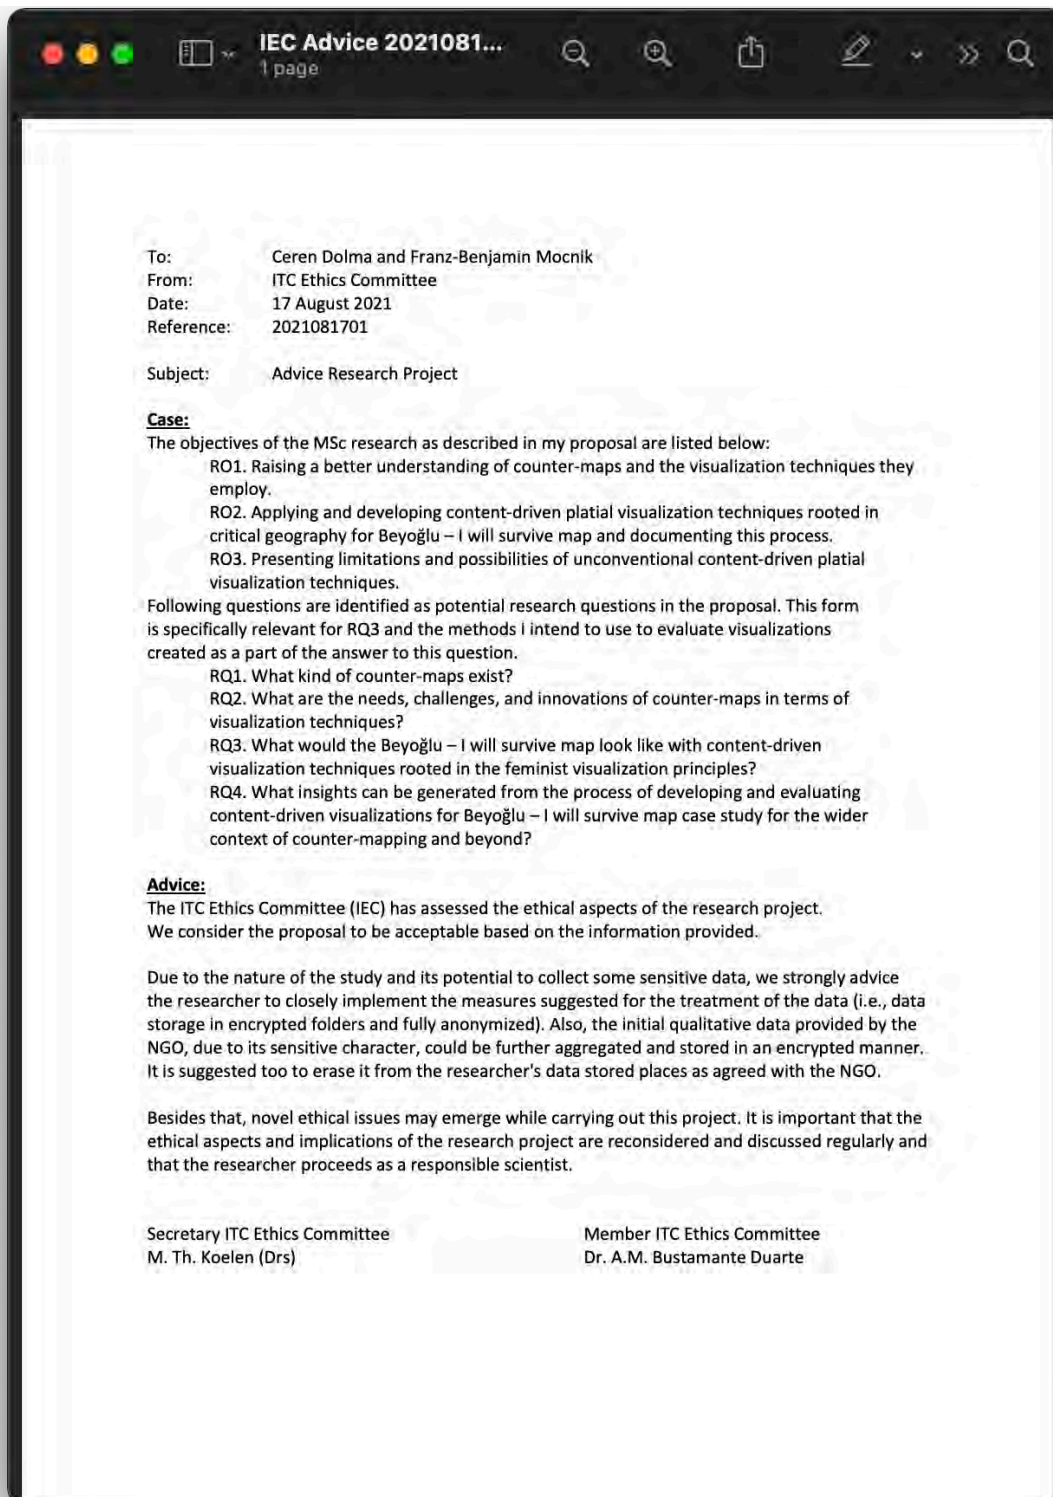 IEC Advice 2021081...
1 page
To: Ceren Dolma and Franz-Benjamin Mocnik
From: ITC Ethics Committee
Date: 17 August 2021
Reference: 2021081701
Subject: Advice Research Project
Case:
The objectives of the MSc research as described in my proposal are listed below:
RO1. Raising a better understanding of counter-maps and the visualization techniques they
employ.
RO2. Applying and developing content-driven platial visualization techniques rooted in
critical geography for Beyoğlu – I will survive map and documenting this process.
RO3. Presenting limitations and possibilities of unconventional content-driven platial
visualization techniques.
Following questions are identified as potential research questions in the proposal. This form
is specifically relevant for RQ3 and the methods I intend to use to evaluate visualizations
created as a part of the answer to this question.
RQ1. What kind of counter-maps exist?
RQ2. What are the needs, challenges, and innovations of counter-maps in terms of
visualization techniques?
RQ3. What would the Beyoğlu – I will survive map look like with content-driven
visualization techniques rooted in the feminist visualization principles?
RQ4. What insights can be generated from the process of developing and evaluating
content-driven visualizations for Beyoğlu – I will survive map case study for the wider
context of counter-mapping and beyond?
Advice:
The ITC Ethics Committee (IEC) has assessed the ethical aspects of the research project.
We consider the proposal to be acceptable based on the information provided.
Due to the nature of the study and its potential to collect some sensitive data, we strongly advice
the researcher to closely implement the measures suggested for the treatment of the data (i.e., data
storage in encrypted folders and fully anonymized). Also, the initial qualitative data provided by the
NGO, due to its sensitive character, could be further aggregated and stored in an encrypted manner.
It is suggested too to erase it from the researcher's data stored places as agreed with the NGO.
Besides that, novel ethical issues may emerge while carrying out this project. It is important that the
ethical aspects and implications of the research project are reconsidered and discussed regularly and
that the researcher proceeds as a responsible scientist.
Secretary ITC Ethics Committee Member ITC Ethics Committee
M. Th. Koelen (Drs) Dr. A.M. Bustamante Duarte